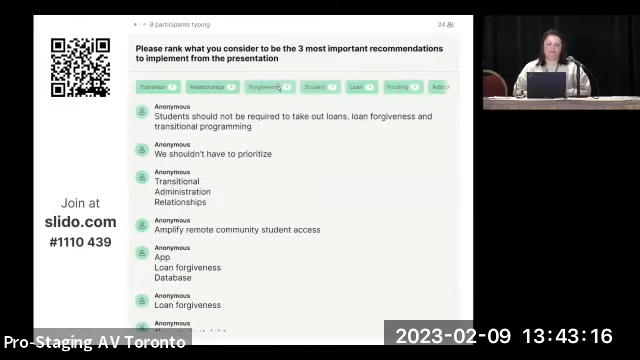 9 participants typing
24
Please rank what you consider to be the 3 most important recommendations
to implement from the presentation
Transition
Relationships
Forgiveness
Student
Loan
Funding
Anonymous
Students should not be required to take out loans. loan forgiveness and
transitional programming
Anonymous
We shouldn't have to prioritize
Anonymous
Transitional
Administration
Relationships
Anonymous
Amplify remote community student access
Anonymous
App
Loan forgiveness
Database
Anonymous
Loan forgiveness
Anonymous
Join at
slido.com
#1110 439
Pro-Staging AV Toronto
2023-02-09 13:43:16